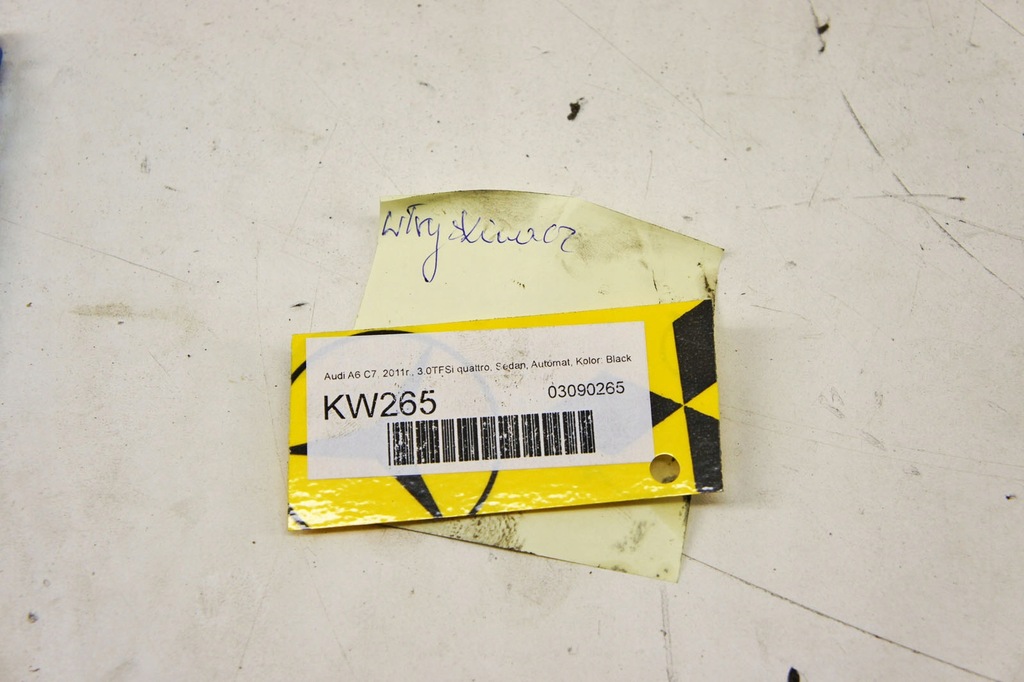 wtryskiwacz
Audi A6 C7, 2011r., 3.0TFSi quattro, Sedan, Automat, Kolor: Black
03090265
KW265